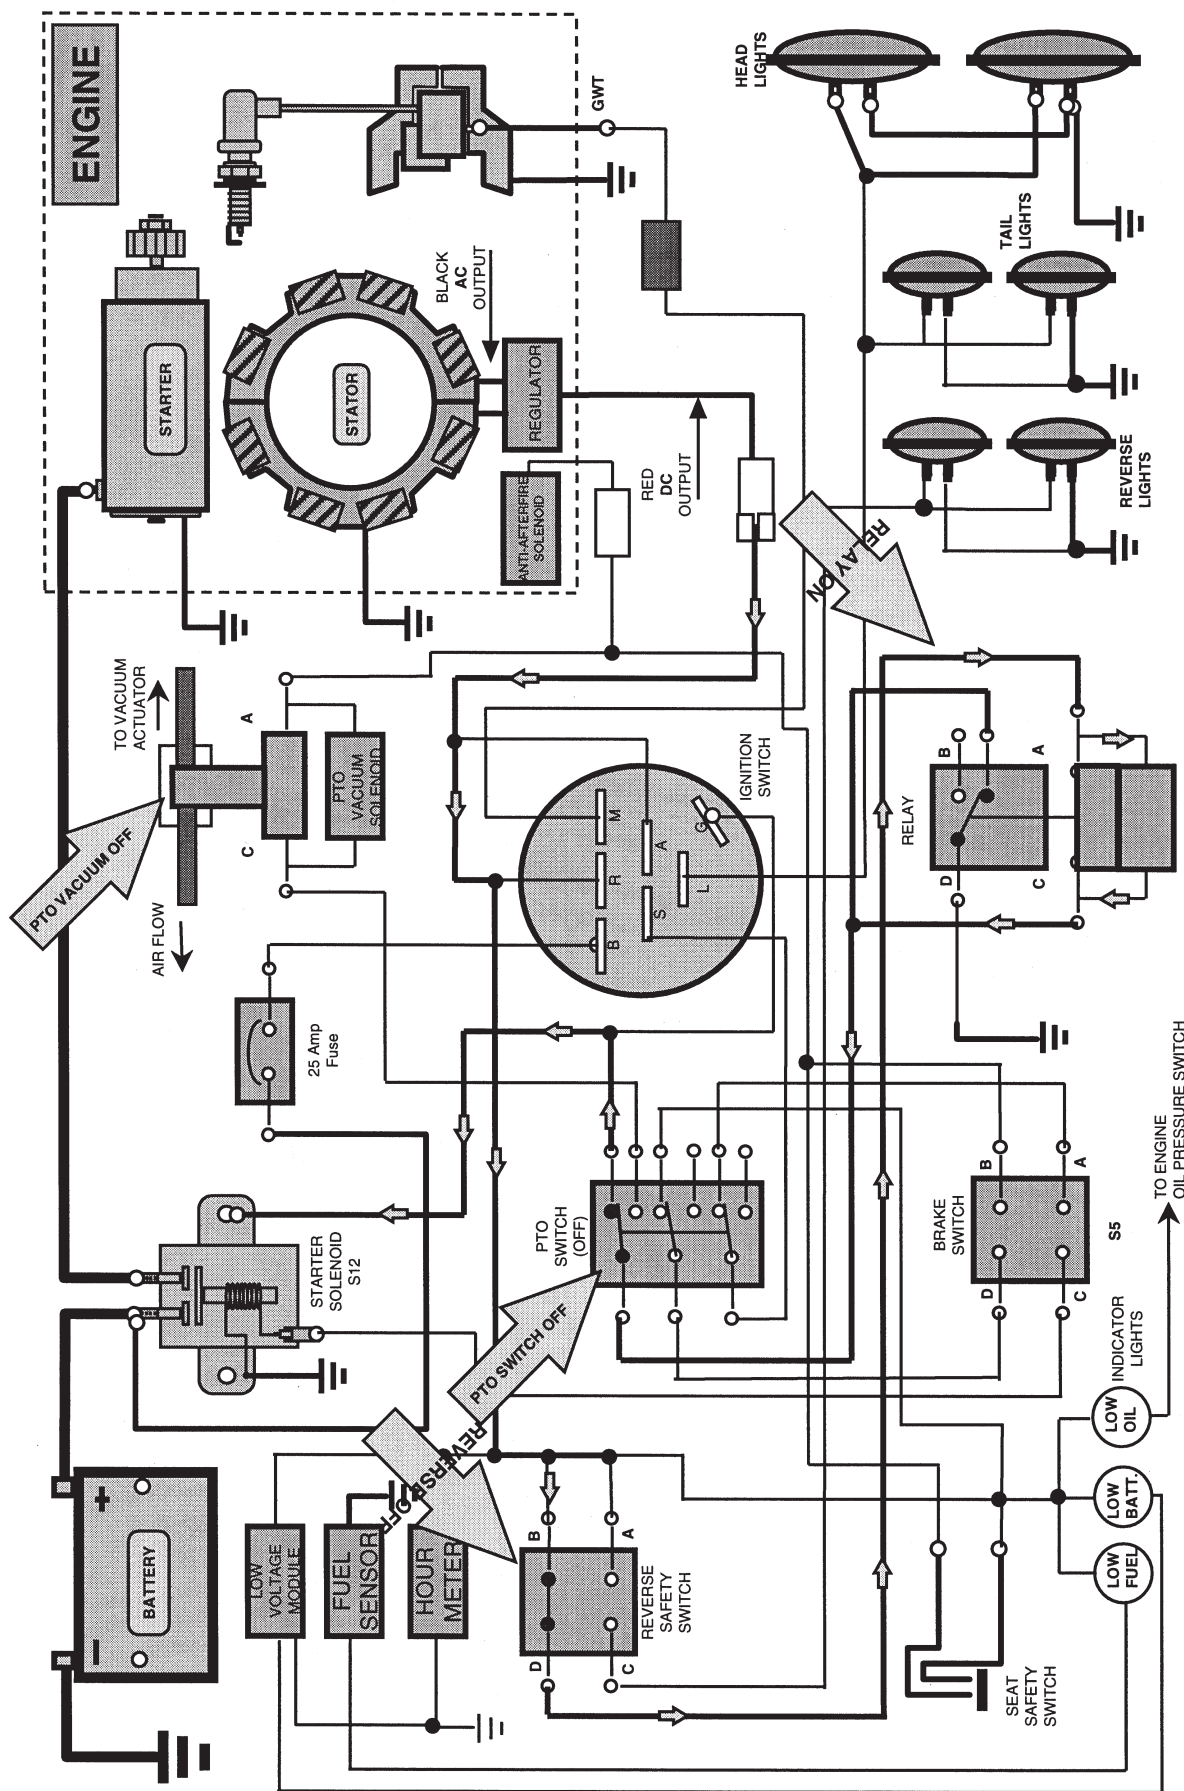 ENGINE
STARTER
STATOR
GWT
HEAD
LIGHTS
TAIL
LIGHTS
REVERSE
LIGHTS
BLACK
AC
OUTPUT
REGULATOR
ANTI-AFTERFIRE
SOLENOID
RED
DC
OUTPUT
RELAY ON
TO VACUUM
ACTUATOR
PTO VACUUM OFF
AIR FLOW
A
C
PTO
VACUUM
SOLENOID
25 Amp
Fuse
IGNITION
SWITCH
M
R
B
A
S
L
G
RELAY
B
A
D
C
STARTER
SOLENOID
S12
PTO
SWITCH
(OFF)
PTO SWITCH OFF
BRAKE
SWITCH
B
A
D
C
S5
TO ENGINE
OIL PRESSURE SWITCH
INDICATOR
LIGHTS
LOW
OIL
LOW
BATT.
LOW
FUEL
BATTERY
+
–
LOW
VOLTAGE
MODULE
FUEL
SENSOR
HOUR
METER
REVERSE
OFF
REVERSE
SAFETY
SWITCH
B
A
D
C
SEAT
SAFETY
SWITCH